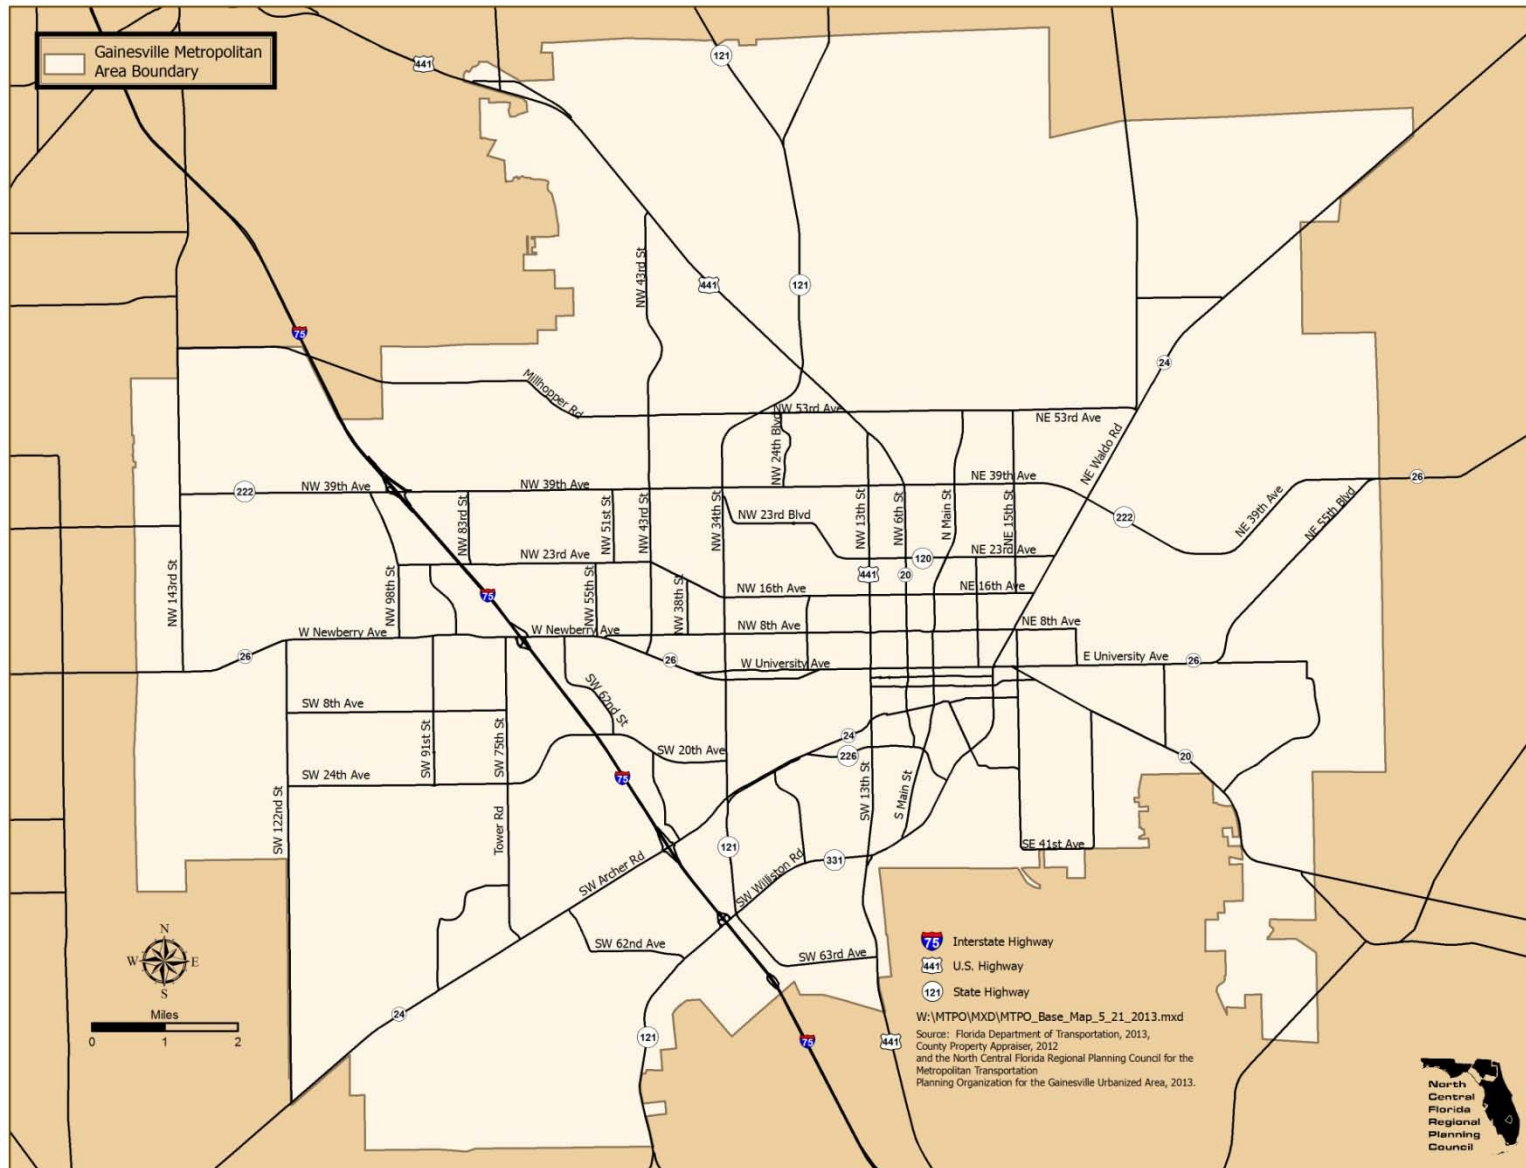 Gainesville Metropolitan
Area Boundary
441
121
NW 43rd St
441
121
75
24
Millhopper Rd
NW 53rd Ave
NE 53rd Ave
NW 24th Blvd
NE Waldo Rd
222
NW 39th Ave
NW 39th Ave
NE 39th Ave
26
NW 83rd St
NW 51st St
NW 43rd St
NW 34th St
NW 23rd Blvd
NW 13th St
NW 6th St
N Main St
NE 15th St
222
NE 39th Ave
NE 55th Blvd
NW 23rd Ave
120
NE 23rd Ave
NW 143rd St
NW 98th St
75
NW 55th St
NW 38th St
441
20
NW 16th Ave
NE 16th Ave
W Newberry Ave
W Newberry Ave
NW 8th Ave
NE 8th Ave
26
26
W University Ave
E University Ave
26
SW 62nd St
SW 8th Ave
SW 91st St
SW 75th St
24
SW 20th Ave
226
20
SW 24th Ave
75
SW 122nd St
Tower Rd
SW 13th St
S Main St
121
331
SE 41st Ave
SW Archer Rd
SW Williston Rd
SW 62nd Ave
SW 63rd Ave
N
W
E
S
24
Miles
0
1
2
121
75
441
75
Interstate Highway
441
U.S. Highway
121
State Highway
W:\MTPO\MXD\MTPO_Base_Map_5_21_2013.mxd
Source: Florida Department of Transportation, 2013,
County Property Appraiser, 2012
and the North Central Florida Regional Planning Council for the
Metropolitan Transportation
Planning Organization for the Gainesville Urbanized Area, 2013.
North
Central
Florida
Regional
Planning
Council